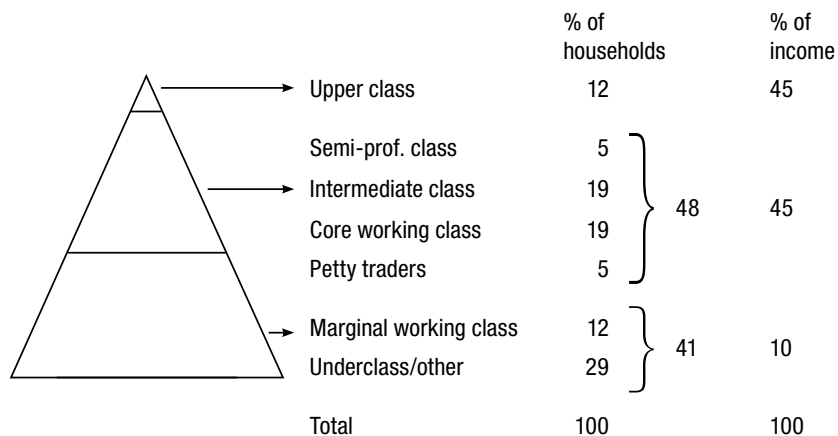 % of households % of income
Upper class 12 45
Semi-prof. class 5
Intermediate class 19
48 45
Core working class 19
Petty traders 5
Marginal working class 12
41 10
Underclass/other 29
Total 100 100